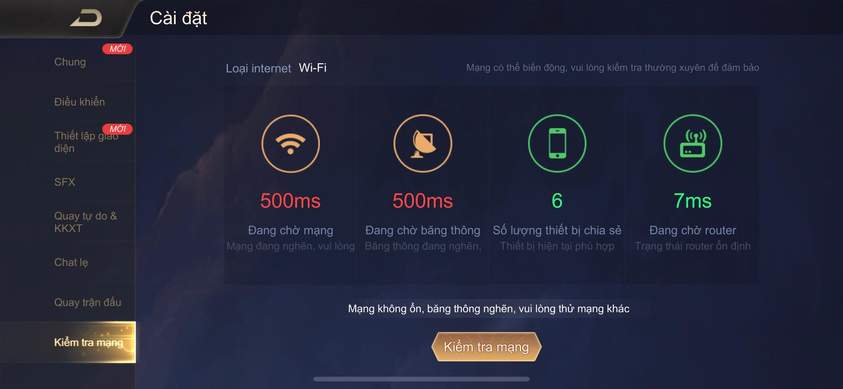 Cài đặt
MỚI
Chung
Điều khiển
MỚI
Thiết lập giao
diện
SFX
Quay tự do &
KKXT
Chat lẹ
Quay trận đấu
Kiểm tra mạng
Loại internet Wi-Fi
Mạng có thể biến động, vui lòng kiểm tra thường xuyên để đảm bảo
500ms
500ms
6
7ms
Đang chờ mạng
Đang chờ băng thông
Số lượng thiết bị chia sẻ
Đang chờ router
Mạng đang nghẽn, vui lòng
Băng thông đang nghẽn,
Thiết bị hiện tại phù hợp
Trạng thái router ổn định
Mạng không ổn, băng thông nghẽn, vui lòng thử mạng khác
Kiểm tra mạng